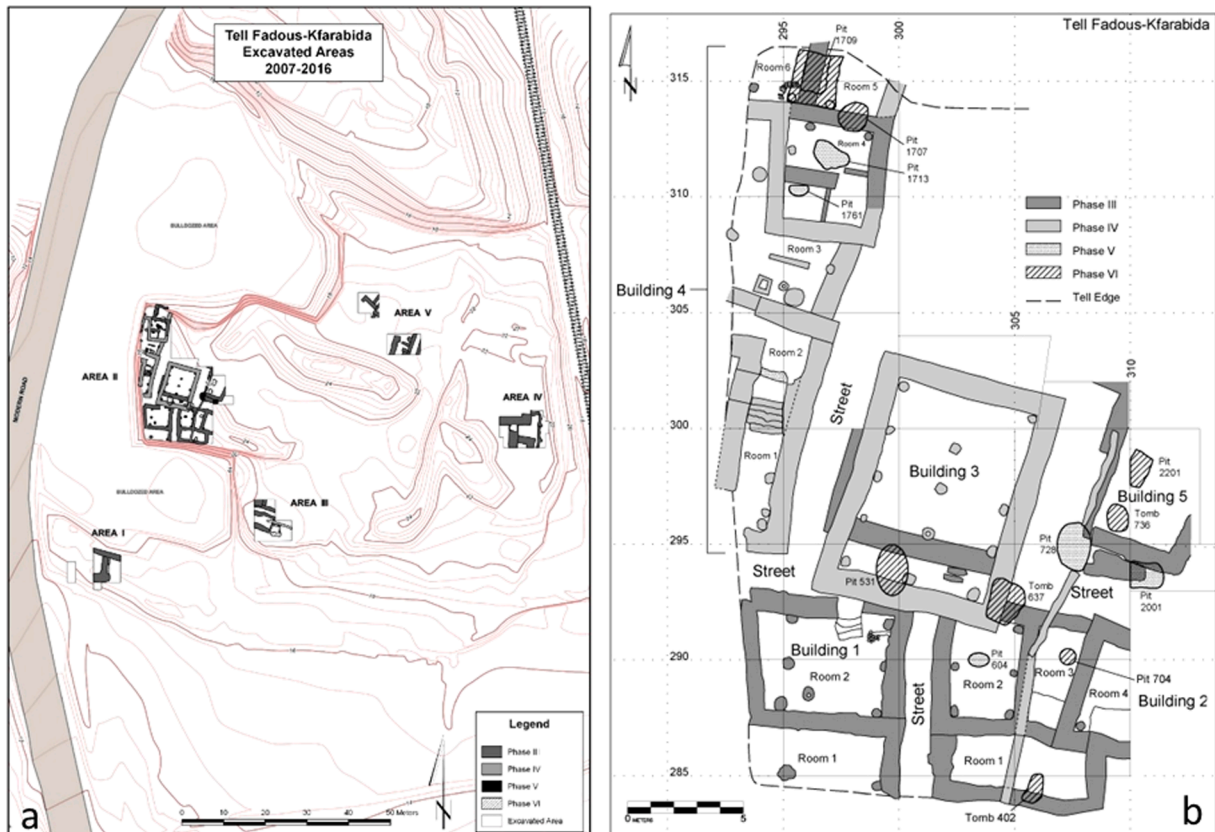 Tell Fadous-Kfarabida
Excavated Areas
2007-2016
BULLDOZED AREA
MODERN ROAD
AREA V
AREA II
AREA IV
BULLDOZED AREA
AREA III
AREA I
Legend
Phase III
Phase IV
Phase V
Phase VI
Excavated Area
0 10 20 30 40 50 Meters
N
a
Tell Fadous-Kfarabida
295
300
N
Pit
1709
Room 6
315
Room 5
Pit
1707
Room 4
Pit
1713
310
Pit
1761
Phase III
Phase IV
Phase V
Phase VI
Tell Edge
Room 3
Building 4
305
305
310
Room 2
Street
300
Street
Room 1
Building 3
Pit
2201
Building 5
Tomb
736
Pit
728
295
Street
Pit 531
Tomb
637
Street
Pit
2001
290
Building 1
Room 2
Pit
604
Room 2
Room 3
Pit 704
Room 4
Building 2
Street
Room 1
Room 1
285
0 METERS 5
Tomb 402
b